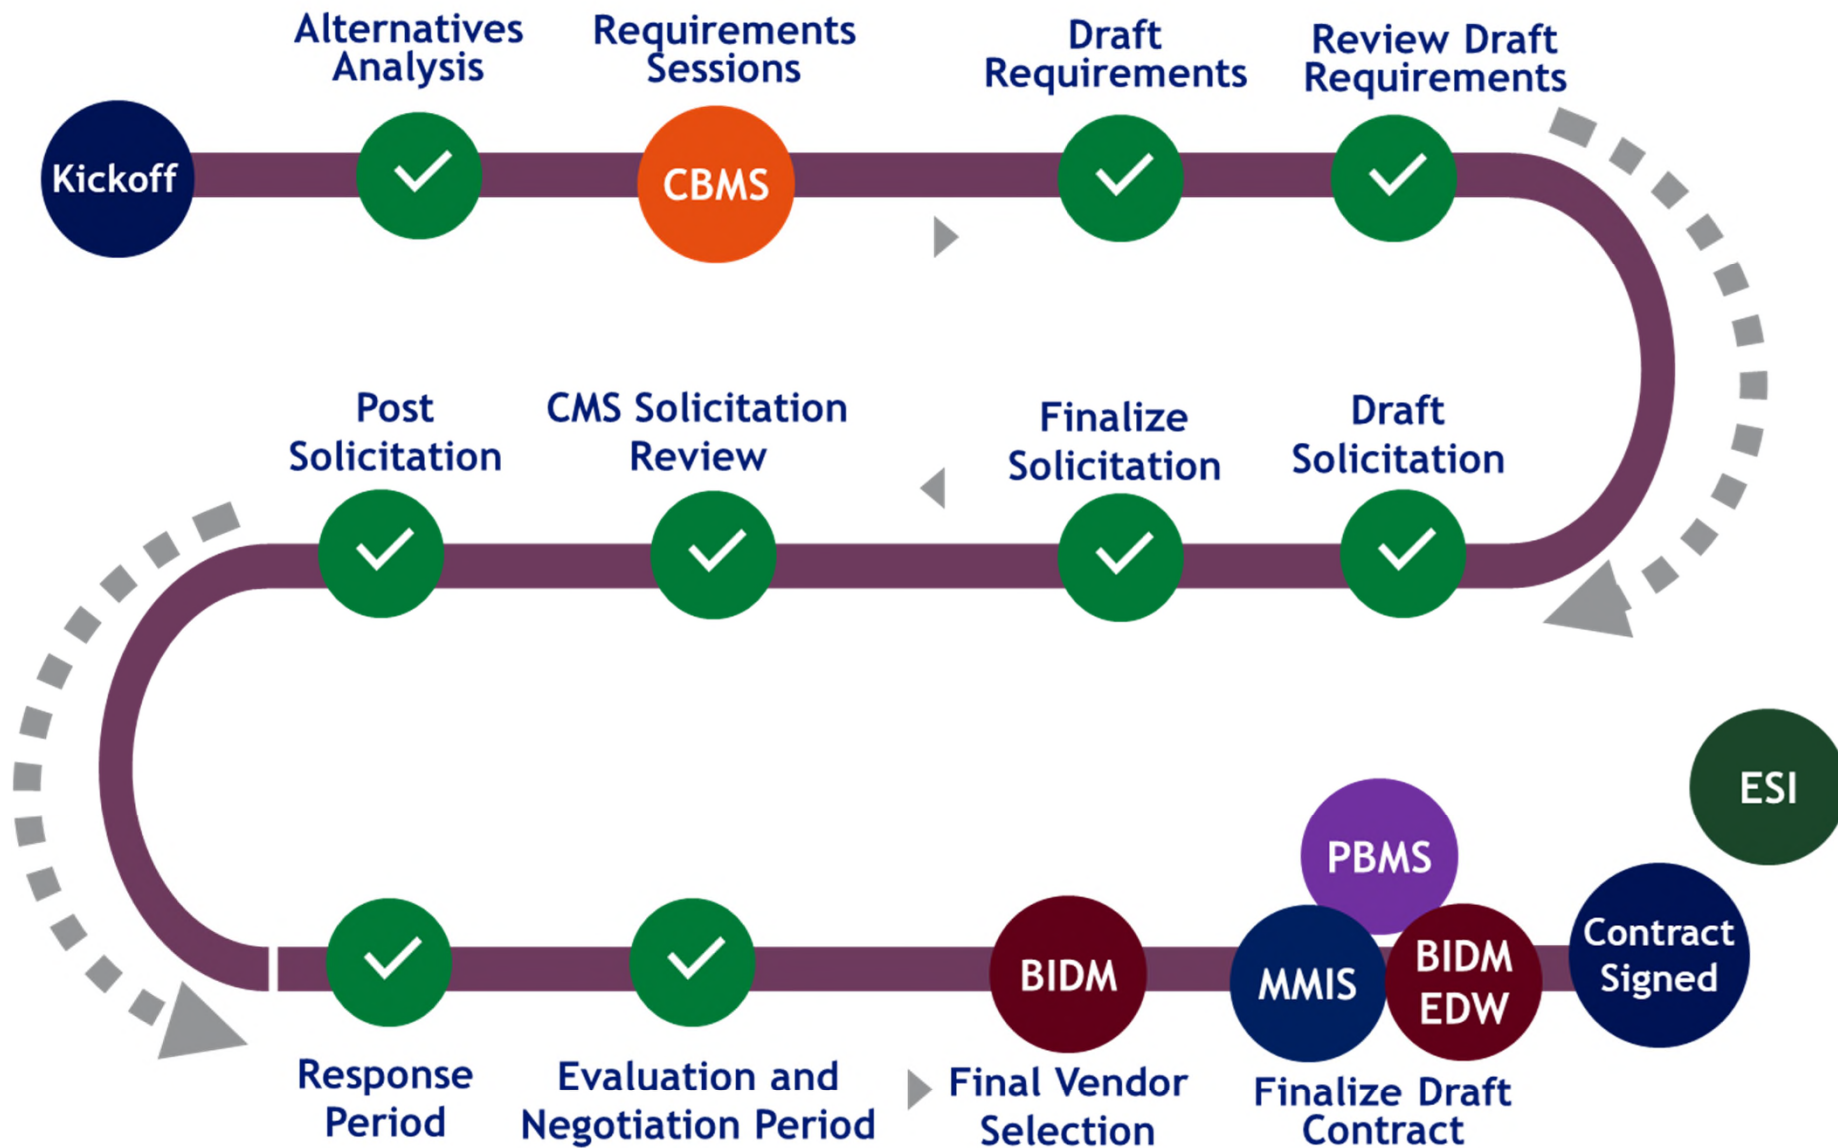 Alternatives
Analysis
Requirements
Sessions
Draft
Requirements
Review Draft
Requirements
Kickoff
CBMS
Post
Solicitation
CMS Solicitation
Review
Finalize
Solicitation
Draft
Solicitation
ESI
PBMS
BIDM
MMIS
BIDM
EDW
Contract
Signed
Response
Period
Evaluation and
Negotiation Period
Final Vendor
Selection
Finalize Draft
Contract